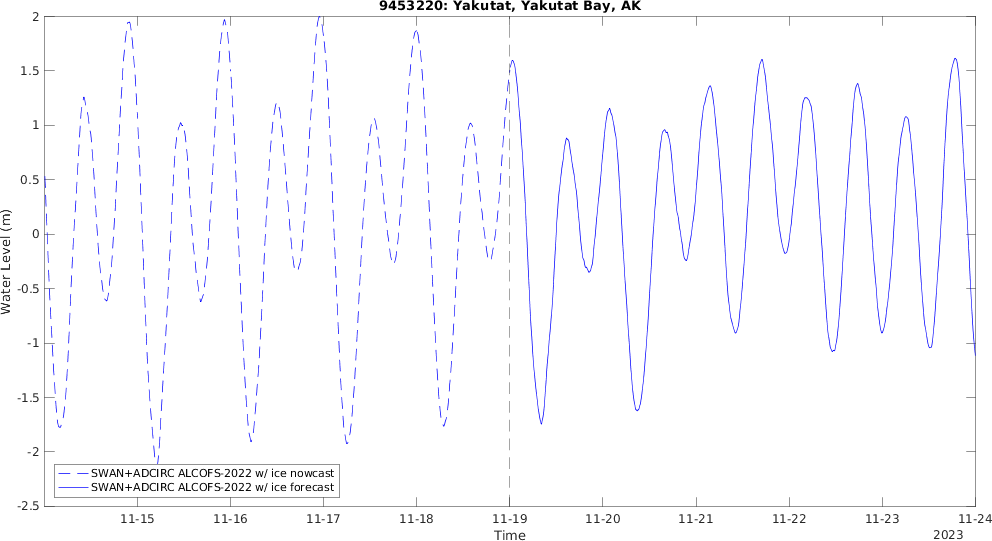 9453220: Yakutat, Yakutat Bay, AK
Water Level (m)
2
1.5
1
0.5
0
-0.5
-1
-1.5
-2
-2.5
SWAN+ADCIRC ALCOFS-2022 w/ ice nowcast
SWAN+ADCIRC ALCOFS-2022 w/ ice forecast
11-15 11-16 11-17 11-18 11-19 11-20 11-21 11-22 11-23 11-24
Time
2023